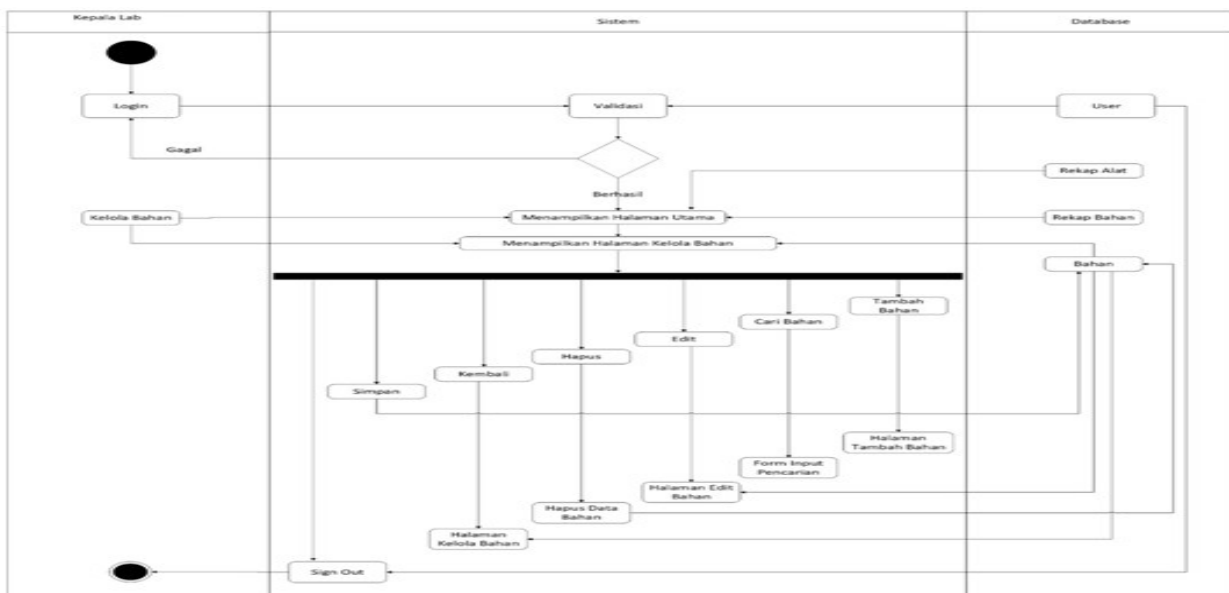 Kepala Lab
Sistem
Database
Login
Validasi
User
Gagal
Rekap Alat
Berhasil
Kelola Bahan
Menampilkan Halaman Utama
Rekap Bahan
Menampilkan Halaman Kelola Bahan
Bahan
Tambah
Bahan
Cari Bahan
Edit
Hapus
Kembali
Simpan
Halaman
Tambah Bahan
Form Input
Pencarian
Halaman Edit
Bahan
Hapus Data
Bahan
Halaman
Kelola Bahan
Sign Out